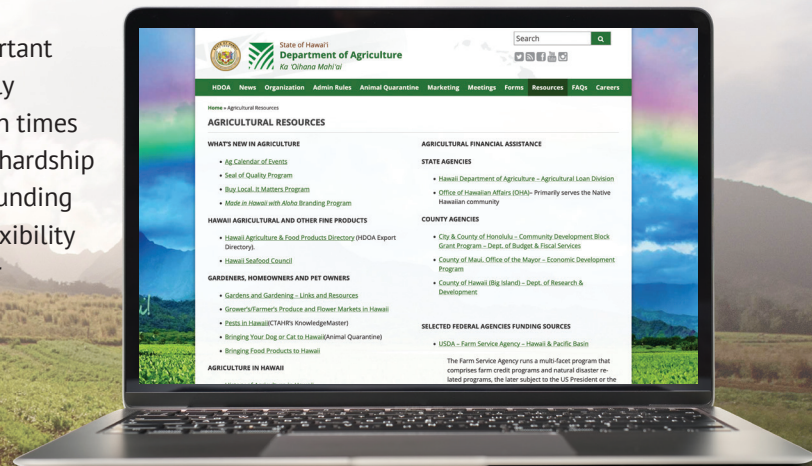 rtant
ly
n times
hardship
unding
xibility
State of Hawai'i
Department of Agriculture
Ka 'Oihana Mahi'ai
Search
HDOA News Organization Admin Rules Animal Quarantine Marketing Meetings Forms Resources FAQs Careers
Home » Agricultural Resources
AGRICULTURAL RESOURCES
WHAT'S NEW IN AGRICULTURE
• Ag Calendar of Events
• Seal of Quality Program
• Buy Local, It Matters Program
• Made in Hawaii with Aloha Branding Program
HAWAII AGRICULTURAL AND OTHER FINE PRODUCTS
• Hawaii Agriculture & Food Products Directory (HDOA Export
Directory).
• Hawaii Seafood Council
GARDENERS, HOMEOWNERS AND PET OWNERS
• Gardens and Gardening – Links and Resources
• Grower's/Farmer's Produce and Flower Markets in Hawaii
• Pests in Hawaii(CTAHR's KnowledgeMaster)
• Bringing Your Dog or Cat to Hawaii(Animal Quarantine)
• Bringing Food Products to Hawaii
AGRICULTURE IN HAWAII
AGRICULTURAL FINANCIAL ASSISTANCE
STATE AGENCIES
• Hawaii Department of Agriculture – Agricultural Loan Division
• Office of Hawaiian Affairs (OHA)– Primarily serves the Native
Hawaiian community
COUNTY AGENCIES
• City & County of Honolulu – Community Development Block
Grant Program – Dept. of Budget & Fiscal Services
• County of Maui, Office of the Mayor – Economic Development
Program
• County of Hawaii (Big Island) – Dept. of Research &
Development
SELECTED FEDERAL AGENCIES FUNDING SOURCES
• USDA – Farm Service Agency – Hawaii & Pacific Basin
The Farm Service Agency runs a multi-facet program that
comprises farm credit programs and natural disaster re-
lated programs, the later subject to the US President or the